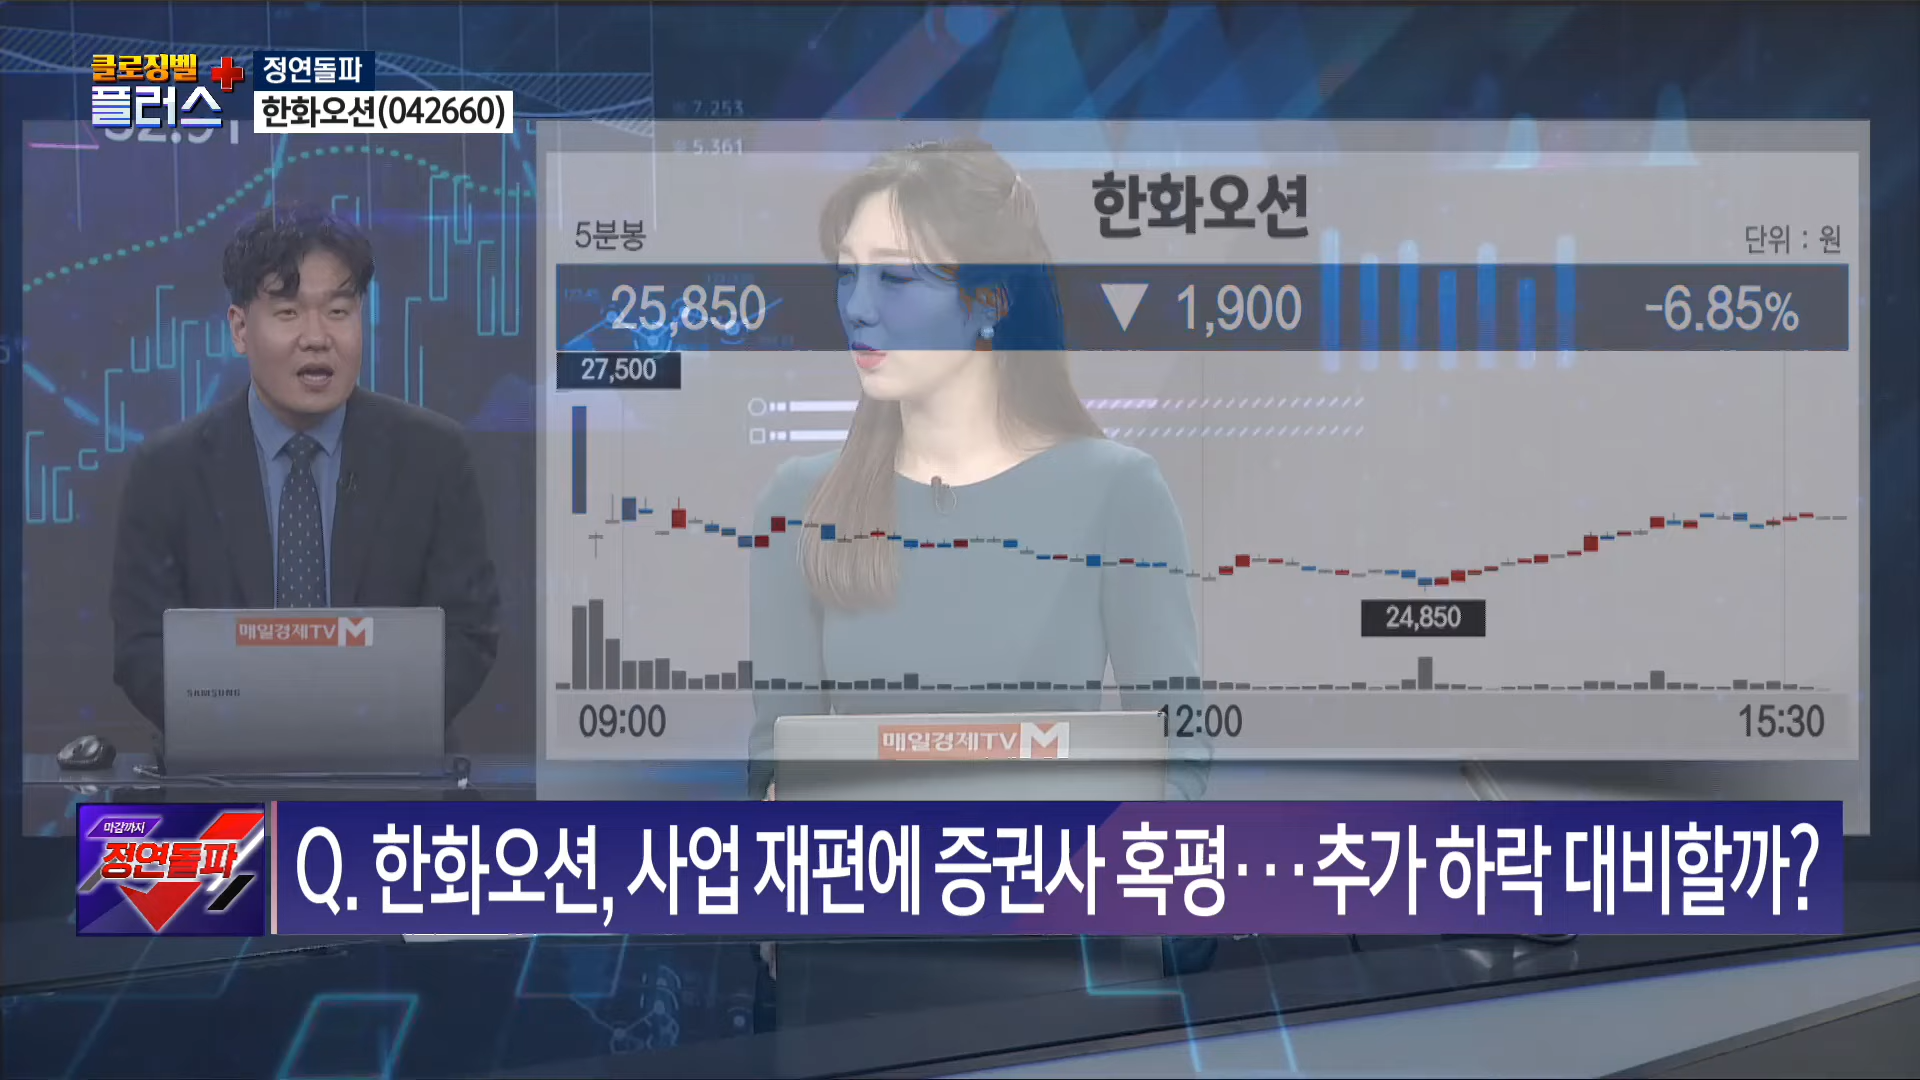 클로징벨
플러스
정연돌파
한화오션(042660)
7.253
5.361
한화오션
5분봉
단위 : 원
25,850 ▼ 1,900 -6.85%
27,500
24,850
09:00 12:00 15:30
매일경제TV M
SAMSUNG
매일경제TV M
마감까지
정연돌파
Q. 한화오션, 사업 재편에 증권사 혹평···추가 하락 대비할까?